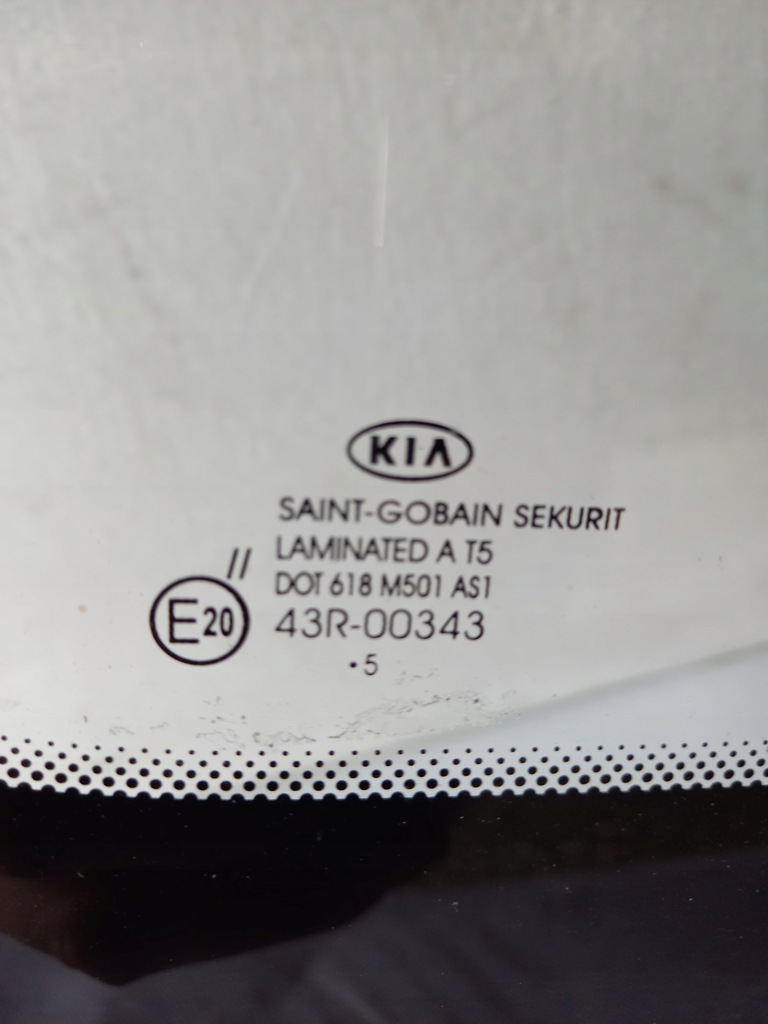 KIA
SAINT-GOBAIN SEKURIT
LAMINATED A T5
//
DOT 618 M501 AS1
E20
43R-00343
•5